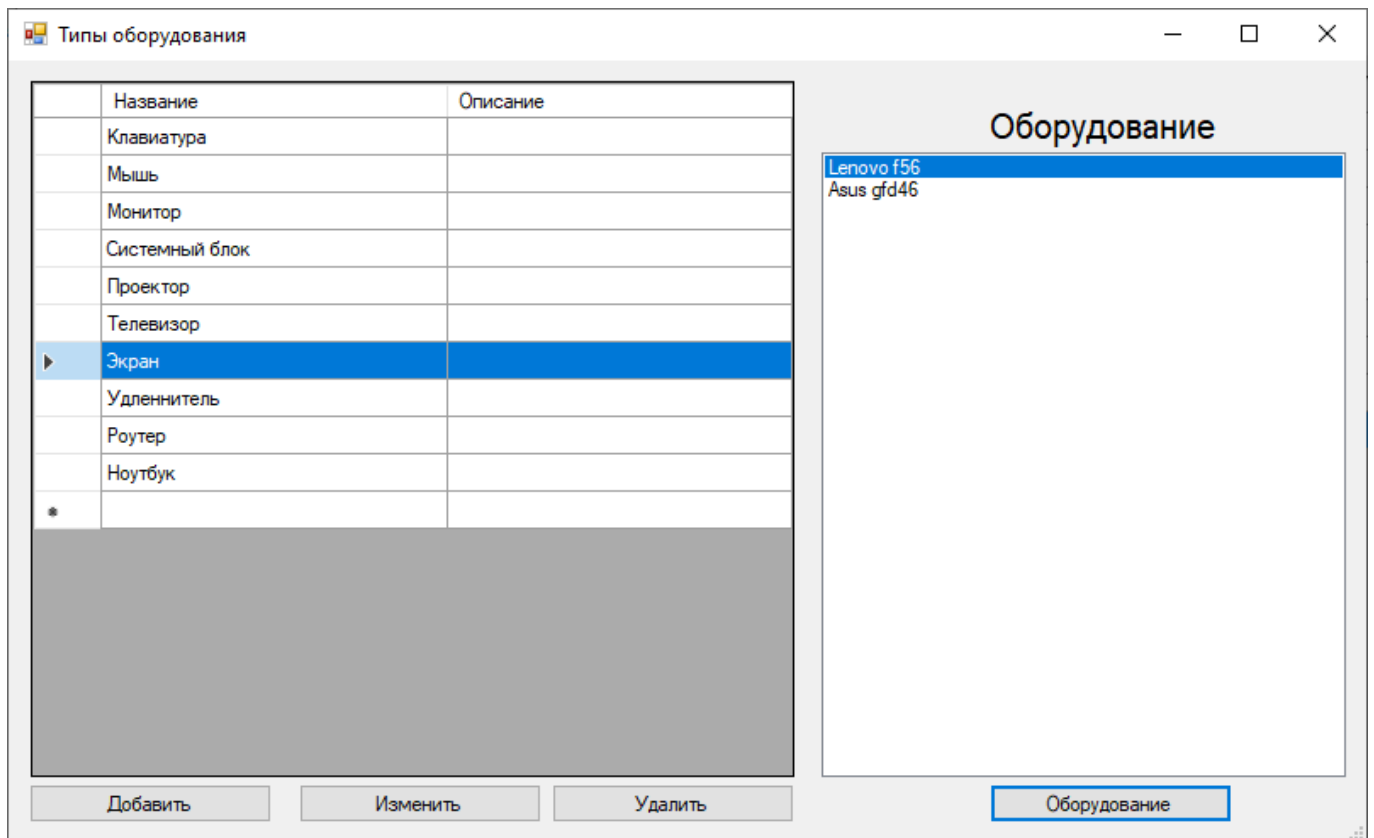 Типы оборудования
Название Описание
Клавиатура
Мышь
Монитор
Системный блок
Проектор
Телевизор
Экран
Удленнитель
Роутер
Ноутбук
Оборудование
Lenovo f56
Asus gfd46
Добавить Изменить Удалить Оборудование